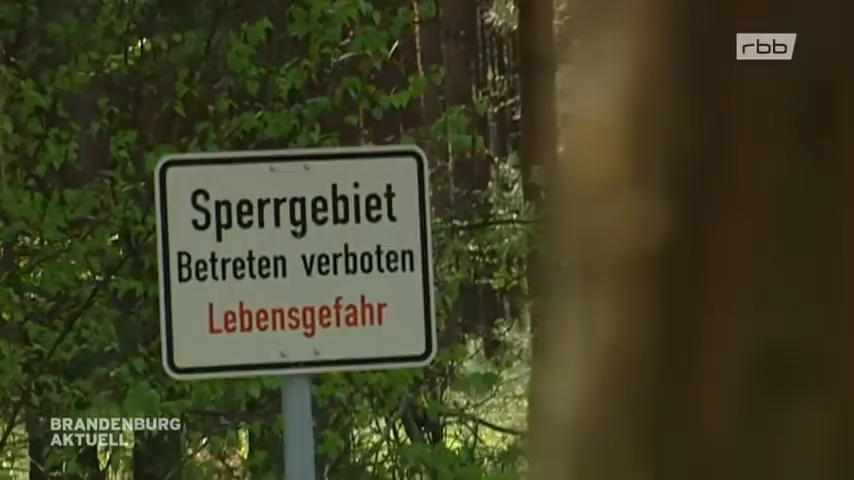 rbb
Sperrgebiet
Betreten verboten
Lebensgefahr
BRANDENBURG
AKTUELL